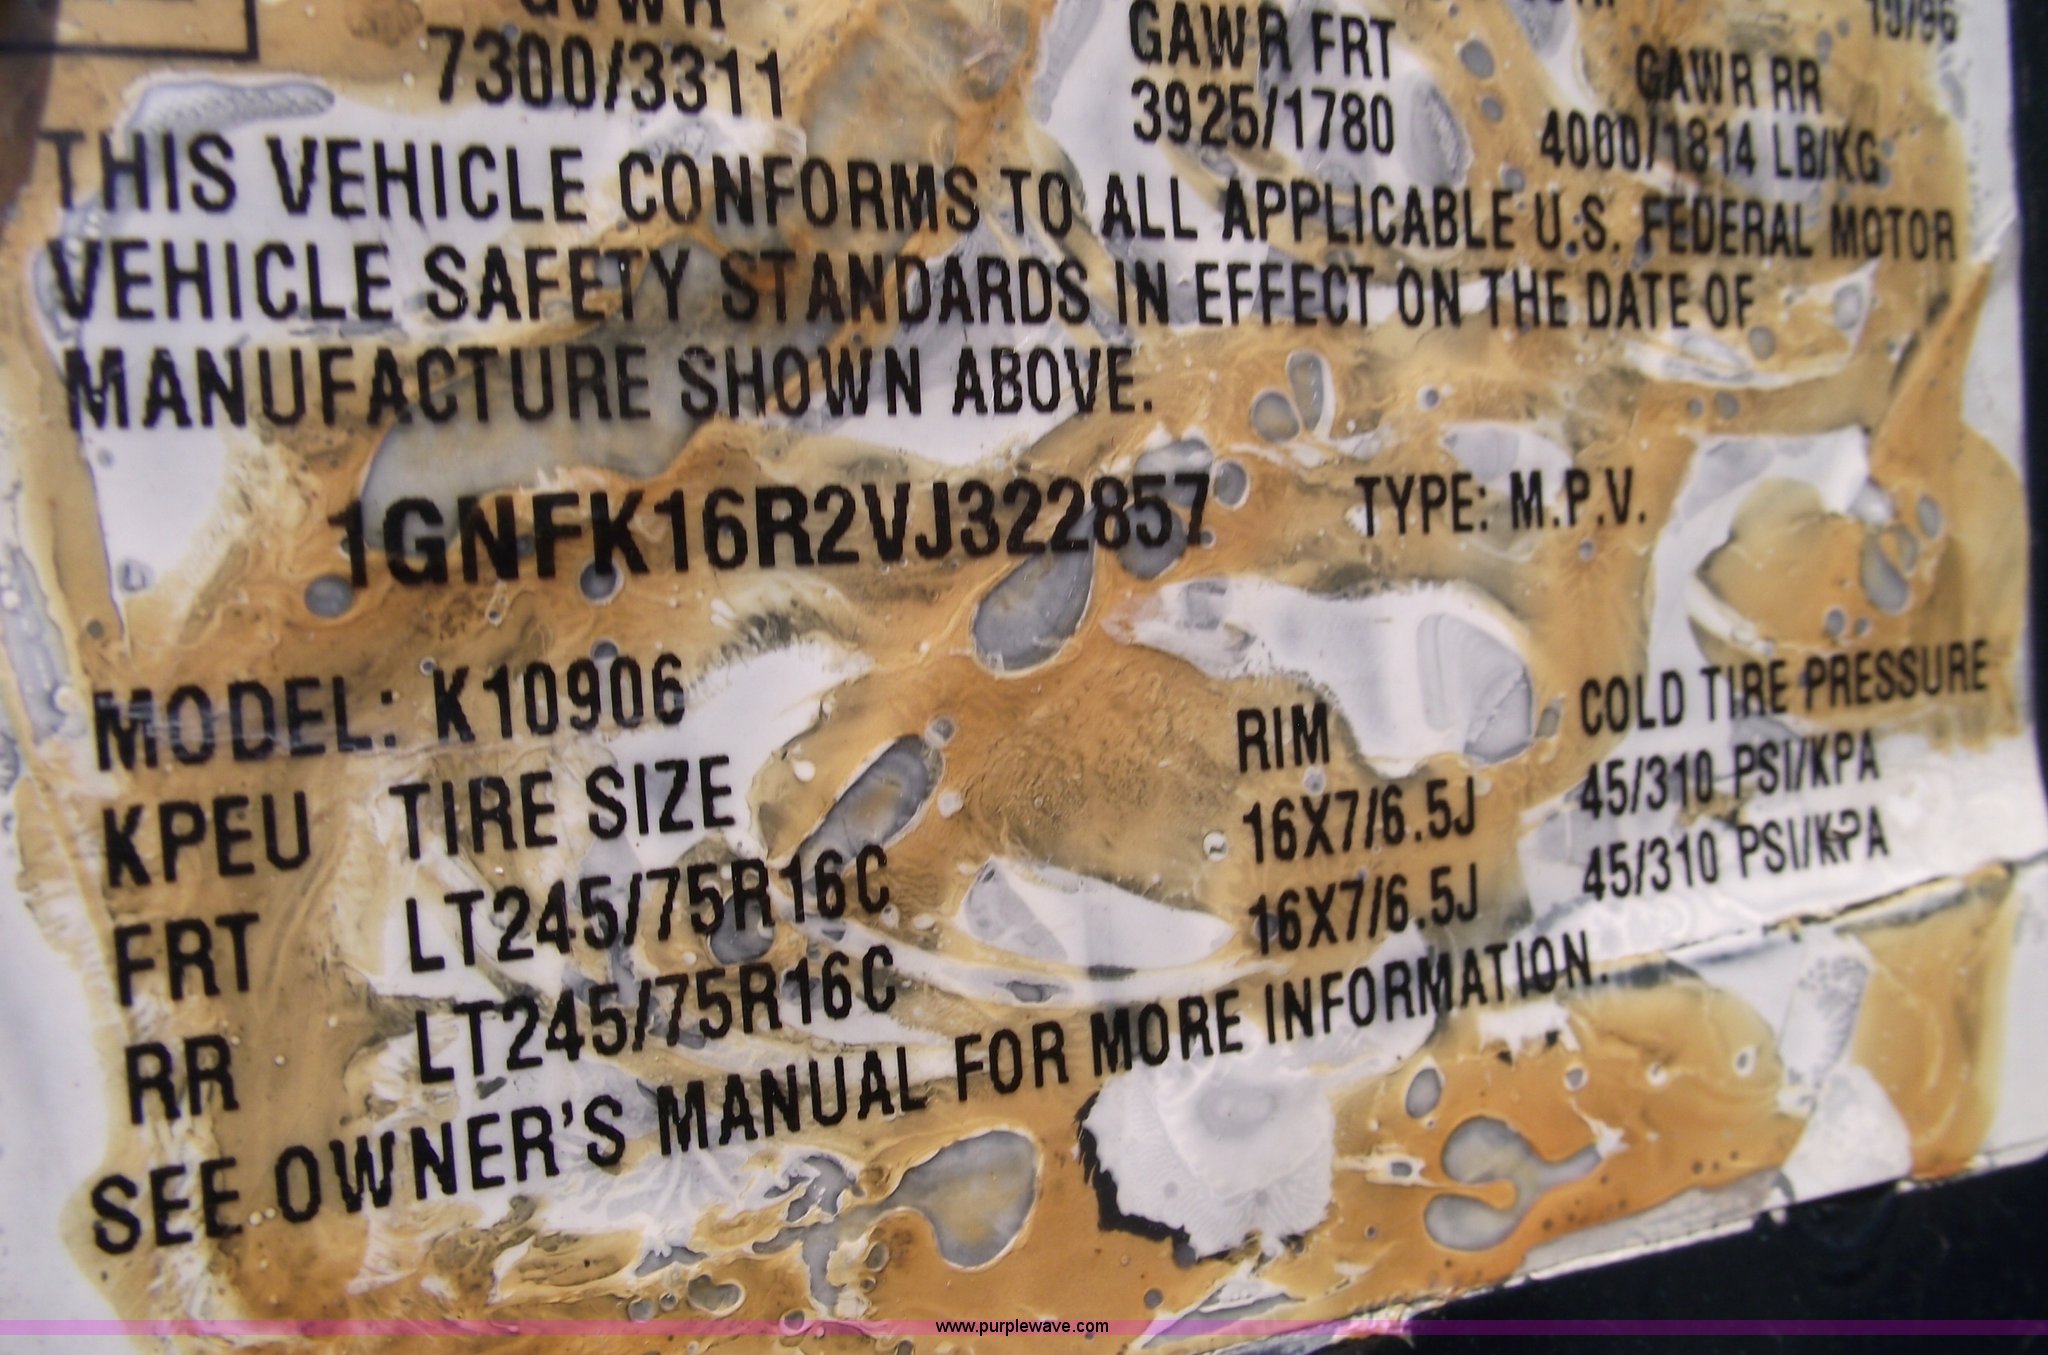 GVWR GAWR FRT GAWR RR
7300/3311 3925/1780 4000/1814 LB/KG
THIS VEHICLE CONFORMS TO ALL APPLICABLE U.S. FEDERAL MOTOR
VEHICLE SAFETY STANDARDS IN EFFECT ON THE DATE OF
MANUFACTURE SHOWN ABOVE.
1GNFK16R2VJ322857 TYPE: M.P.V.
MODEL: K10906
KPEU TIRE SIZE RIM COLD TIRE PRESSURE
FRT LT245/75R16C 16X7/6.5J 45/310 PSI/KPA
RR LT245/75R16C 16X7/6.5J 45/310 PSI/KPA
SEE OWNER'S MANUAL FOR MORE INFORMATION.
www.purplewave.com